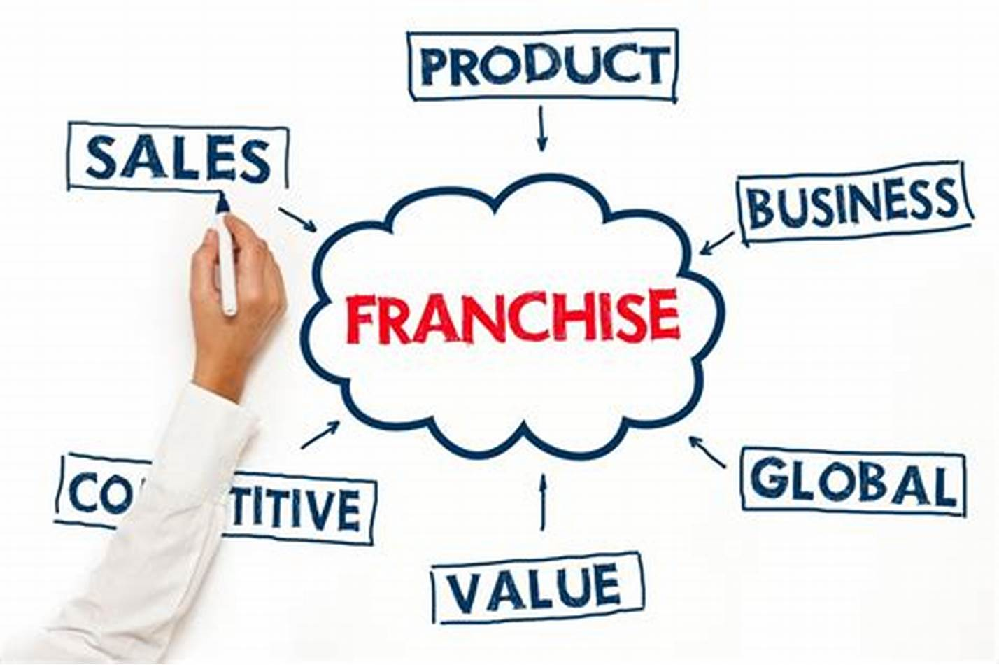 PRODUCT
SALES
BUSINESS
FRANCHISE
GLOBAL
VALUE